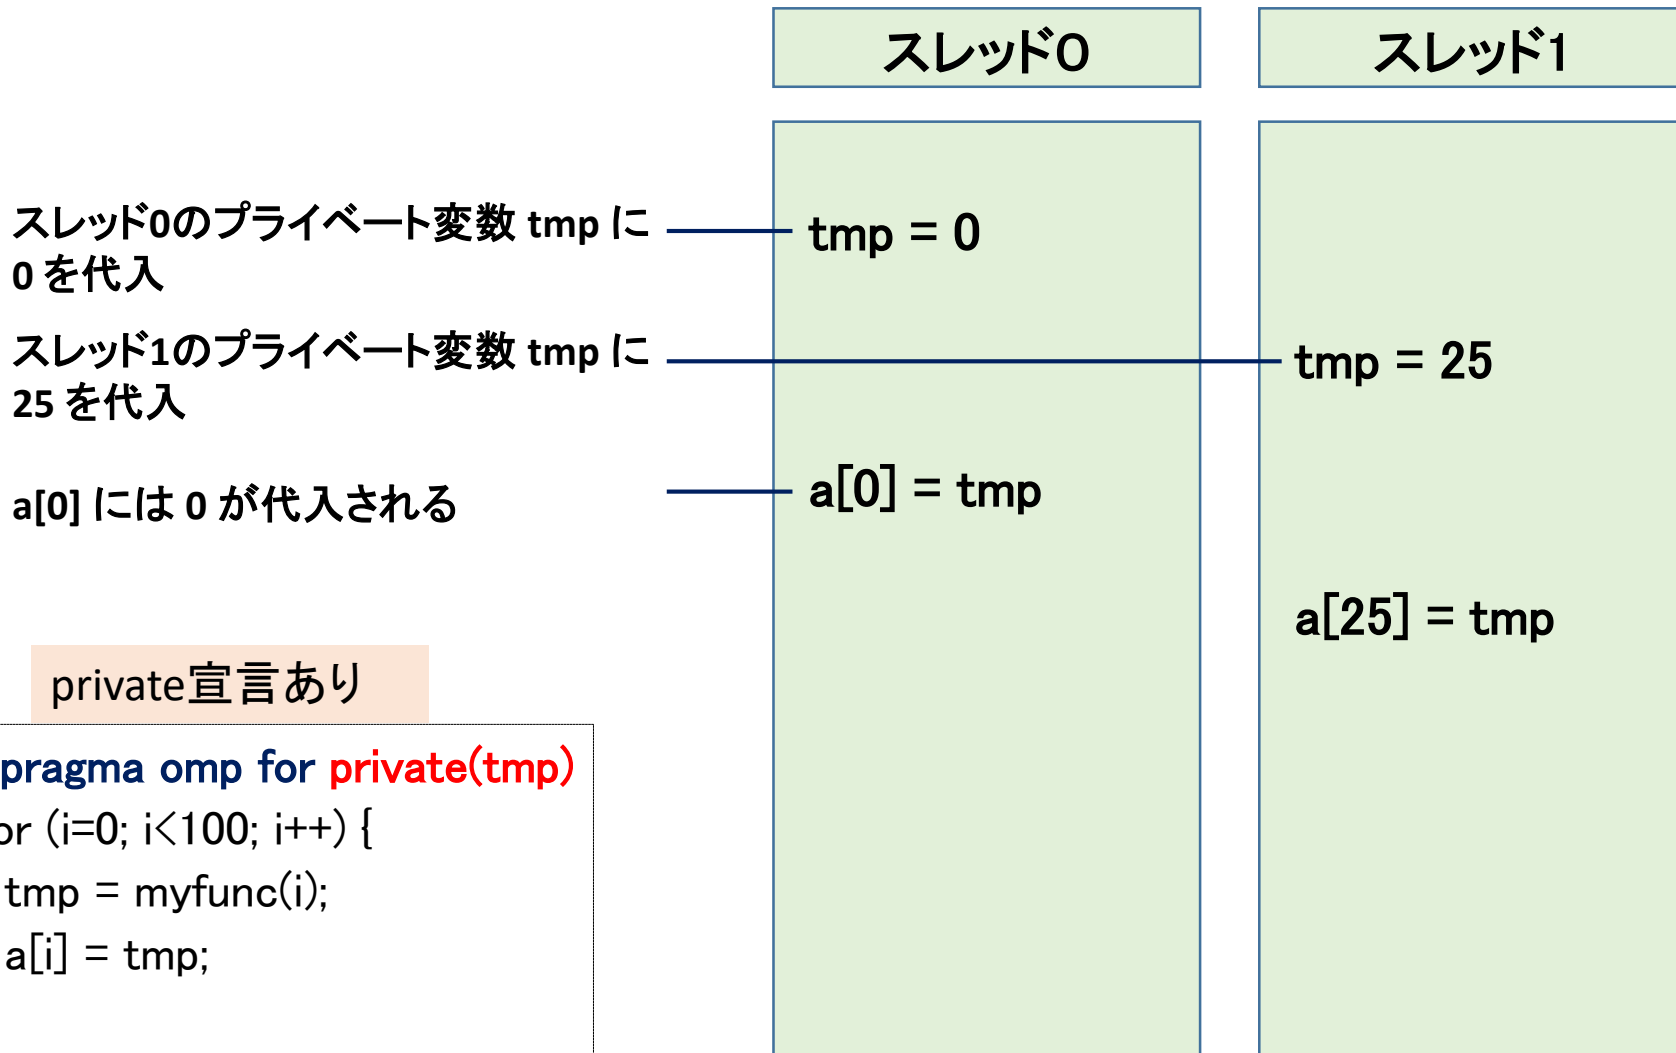 スレッド0
スレッド1
スレッド0のプライベート変数 tmp に
0 を代入
tmp = 0
スレッド1のプライベート変数 tmp に
25 を代入
tmp = 25
a[0] には 0 が代入される
a[0] = tmp
a[25] = tmp
private宣言あり
pragma omp for private(tmp)
or (i=0; i<100; i++) {
tmp = myfunc(i);
a[i] = tmp;